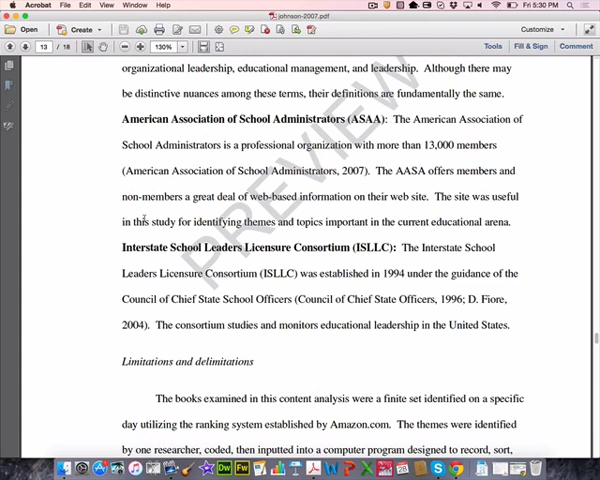 Acrobat File Edit View Window Help
Fri 5:30 PM
johnson-2007.pdf
Open Create Customize
13 / 18 130% Tools Fill & Sign Comment
organizational leadership, educational management, and leadership. Although there may
be distinctive nuances among these terms, their definitions are fundamentally the same.
American Association of School Administrators (ASAA): The American Association of
School Administrators is a professional organization with more than 13,000 members
(American Association of School Administrators, 2007). The AASA offers members and
non-members a great deal of web-based information on their web site. The site was useful
in this study for identifying themes and topics important in the current educational arena.
Interstate School Leaders Licensure Consortium (ISLLC): The Interstate School
Leaders Licensure Consortium (ISLLC) was established in 1994 under the guidance of the
Council of Chief State School Officers (Council of Chief State Officers, 1996; D. Fiore,
2004). The consortium studies and monitors educational leadership in the United States.
Limitations and delimitations
The books examined in this content analysis were a finite set identified on a specific
day utilizing the ranking system established by Amazon.com. The themes were identified
by one researcher, coded, then inputted into a computer program designed to record, sort,
PREVIEW
Dw Fw W P X 28 S